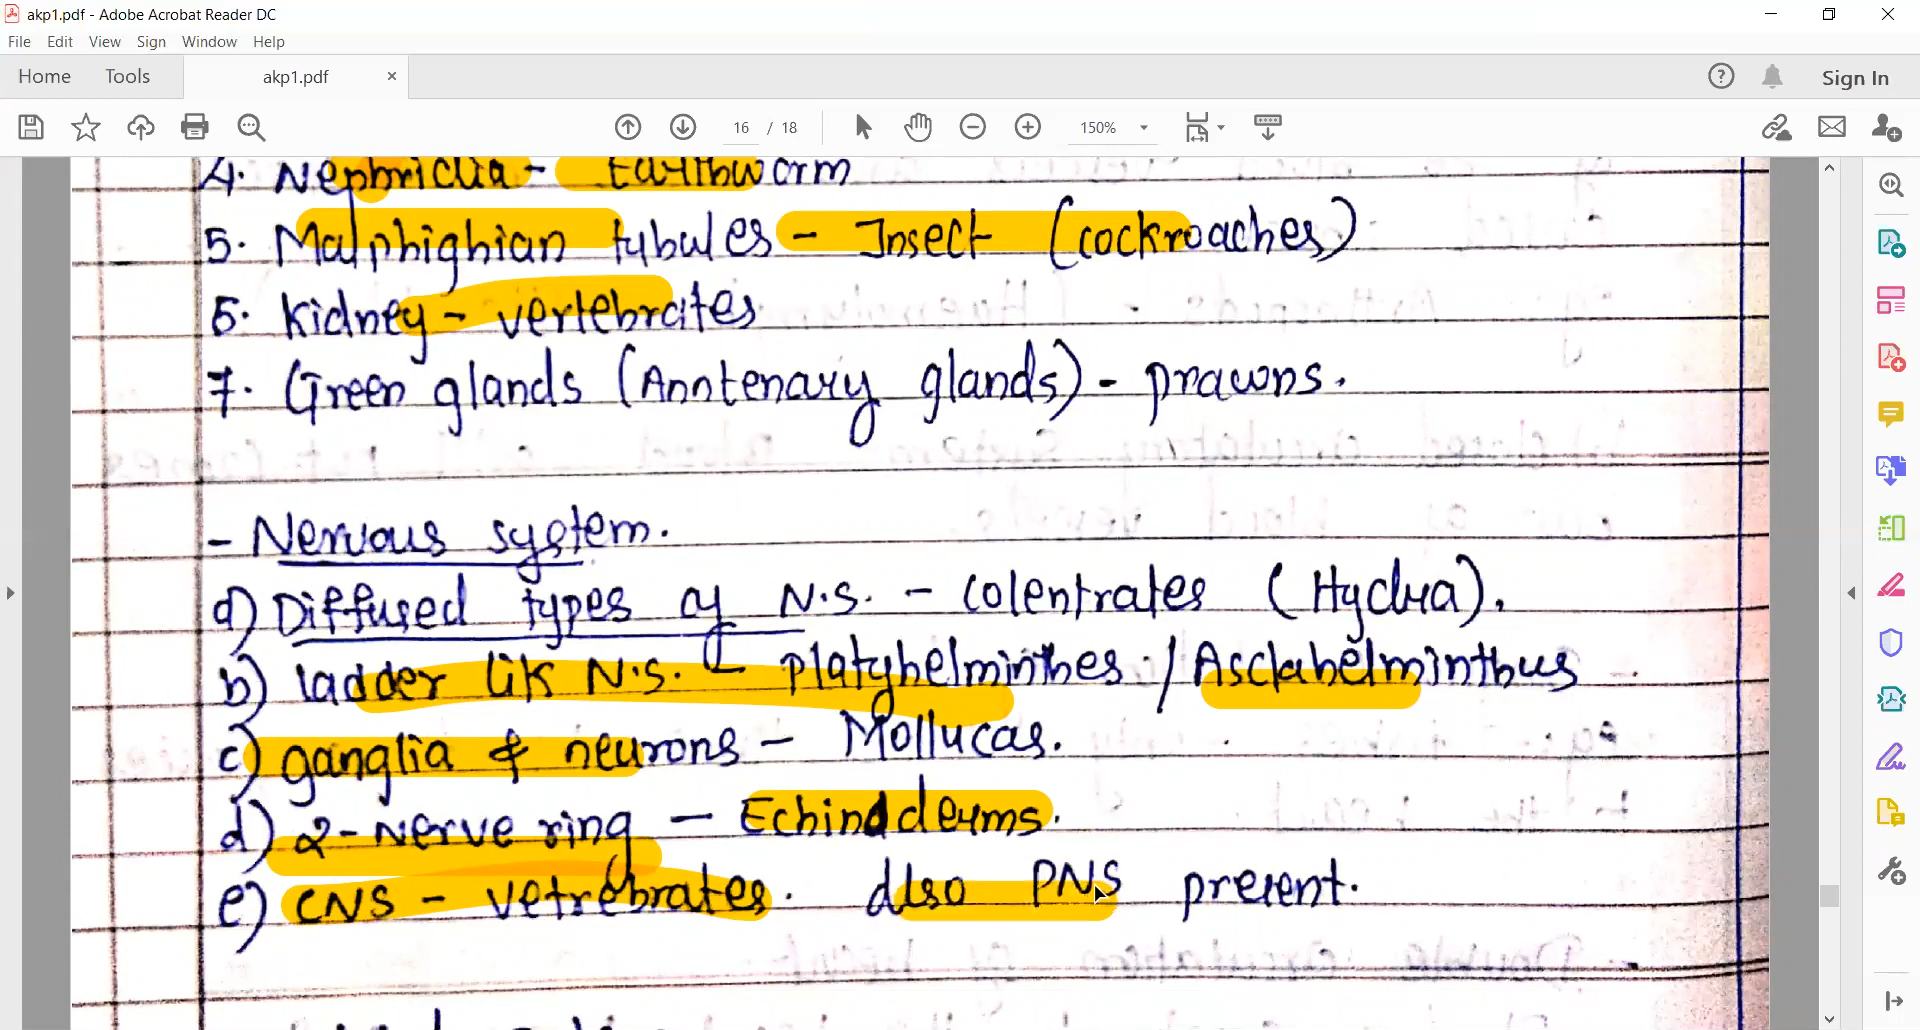 akp1.pdf - Adobe Acrobat Reader DC
File Edit View Sign Window Help
Home Tools akp1.pdf × Sign In
16 / 18 150%
4. Nephridia - Earthworm
5. Malphighian tubules - Insect (cockroaches)
6. Kidney - vertebrates
7. Green glands (Anntenary glands) - prawns.
- Nervous system.
a) Diffused types of N.S. - Colentrates (Hydra).
b) ladder lik N.S. - Platyhelminthes / Asclahelminthus
c) ganglia & neurons - Mollucas.
d) 2-Nerve ring - Echinoderms.
e) CNS - vetrebrates. also PNS present.